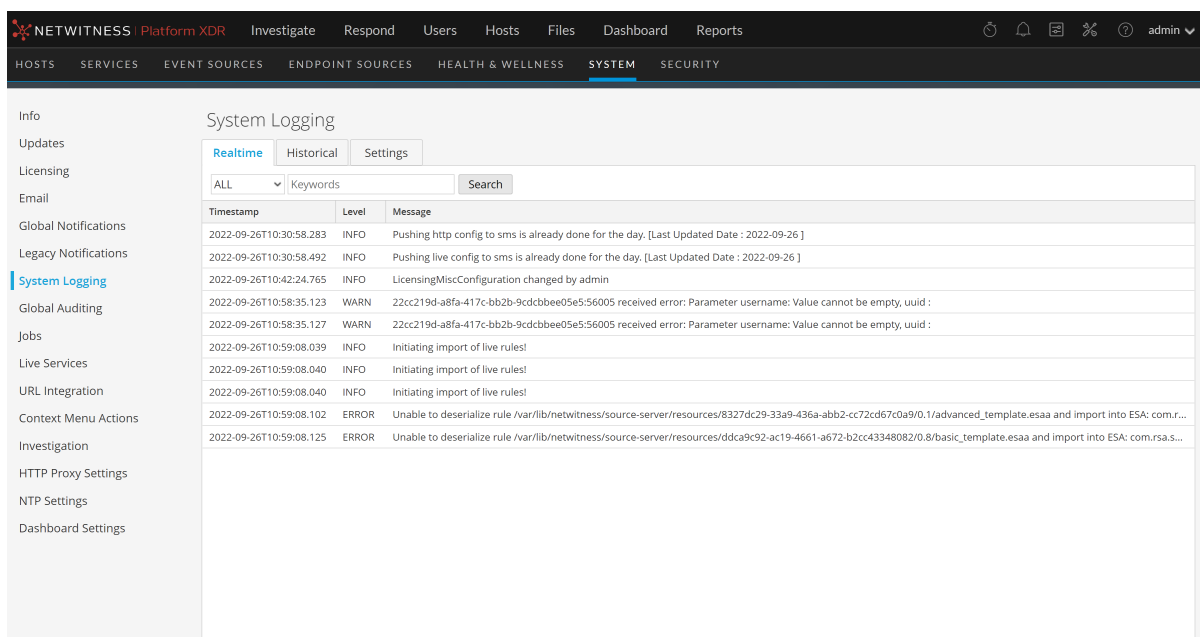 NETWITNESS Platform XDR Investigate Respond Users Hosts Files Dashboard Reports admin
HOSTS SERVICES EVENT SOURCES ENDPOINT SOURCES HEALTH & WELLNESS SYSTEM SECURITY
Info
Updates
Licensing
Email
Global Notifications
Legacy Notifications
System Logging
Global Auditing
Jobs
Live Services
URL Integration
Context Menu Actions
Investigation
HTTP Proxy Settings
NTP Settings
Dashboard Settings
System Logging
Realtime Historical Settings
ALL Keywords Search
Timestamp Level Message
2022-09-26T10:30:58.283 INFO Pushing http config to sms is already done for the day. [Last Updated Date : 2022-09-26 ]
2022-09-26T10:30:58.492 INFO Pushing live config to sms is already done for the day. [Last Updated Date : 2022-09-26 ]
2022-09-26T10:42:24.765 INFO LicensingMiscConfiguration changed by admin
2022-09-26T10:58:35.123 WARN 22cc219d-a8fa-417c-bb2b-9cdcbbee05e5:56005 received error: Parameter username: Value cannot be empty, uuid :
2022-09-26T10:58:35.127 WARN 22cc219d-a8fa-417c-bb2b-9cdcbbee05e5:56005 received error: Parameter username: Value cannot be empty, uuid :
2022-09-26T10:59:08.039 INFO Initiating import of live rules!
2022-09-26T10:59:08.040 INFO Initiating import of live rules!
2022-09-26T10:59:08.040 INFO Initiating import of live rules!
2022-09-26T10:59:08.102 ERROR Unable to deserialize rule /var/lib/netwitness/source-server/resources/8327dc29-33a9-436a-abb2-cc72cd67c0a9/0.1/advanced_template.esaa and import into ESA: com.r...
2022-09-26T10:59:08.125 ERROR Unable to deserialize rule /var/lib/netwitness/source-server/resources/ddca9c92-ac19-4661-a672-b2cc43348082/0.8/basic_template.esaa and import into ESA: com.rsa.s...